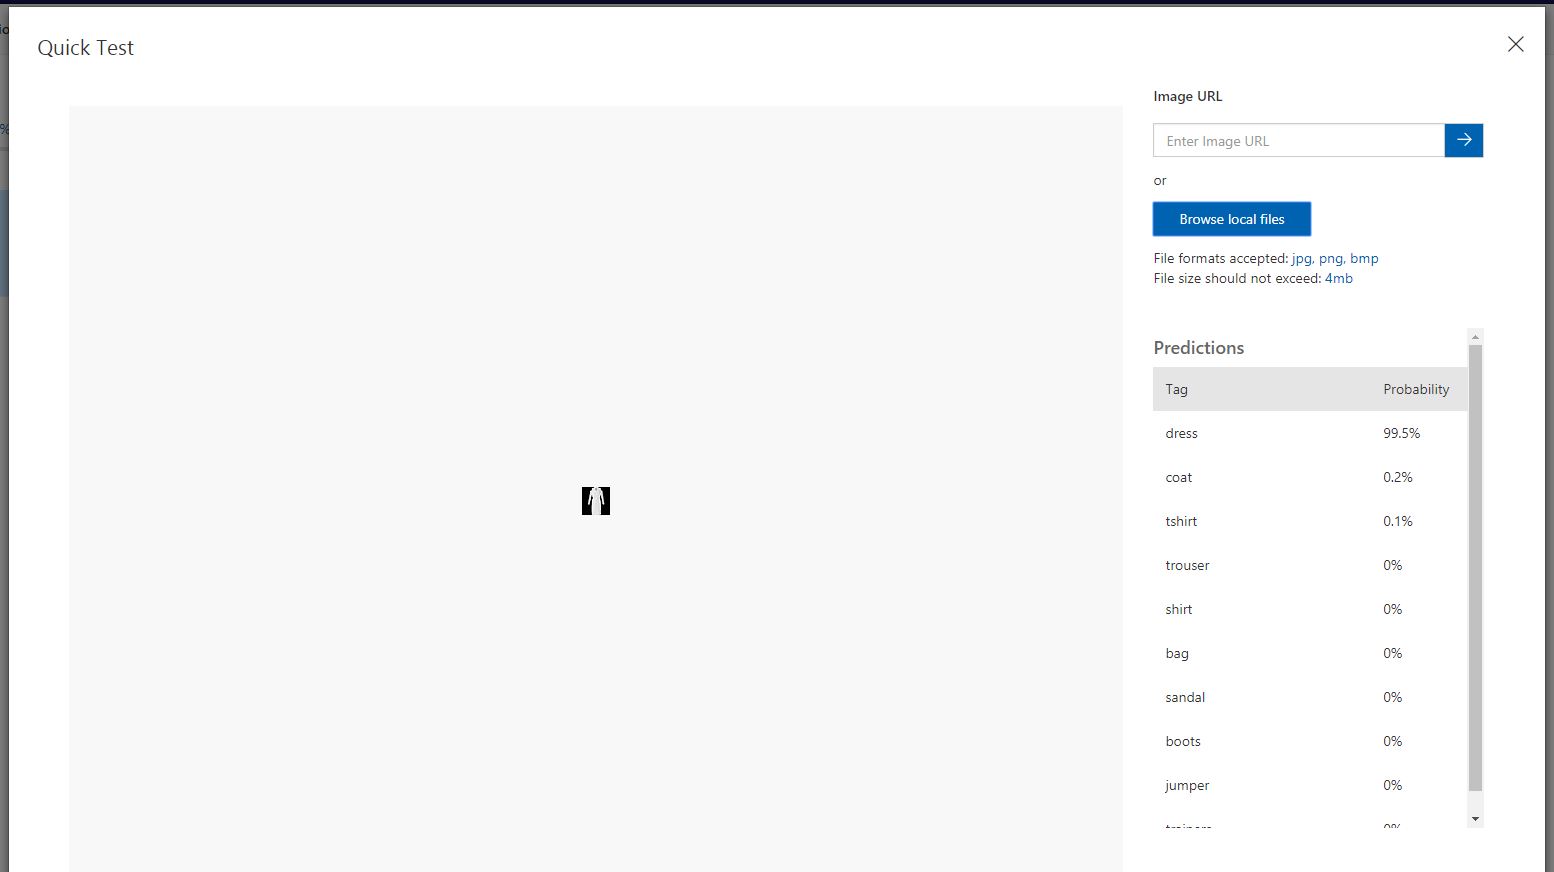 Quick Test
Image URL
Enter Image URL
or
Browse local files
File formats accepted: jpg, png, bmp
File size should not exceed: 4mb
Predictions
Tag Probability
dress 99.5%
coat 0.2%
tshirt 0.1%
trouser 0%
shirt 0%
bag 0%
sandal 0%
boots 0%
jumper 0%
trainers 0%